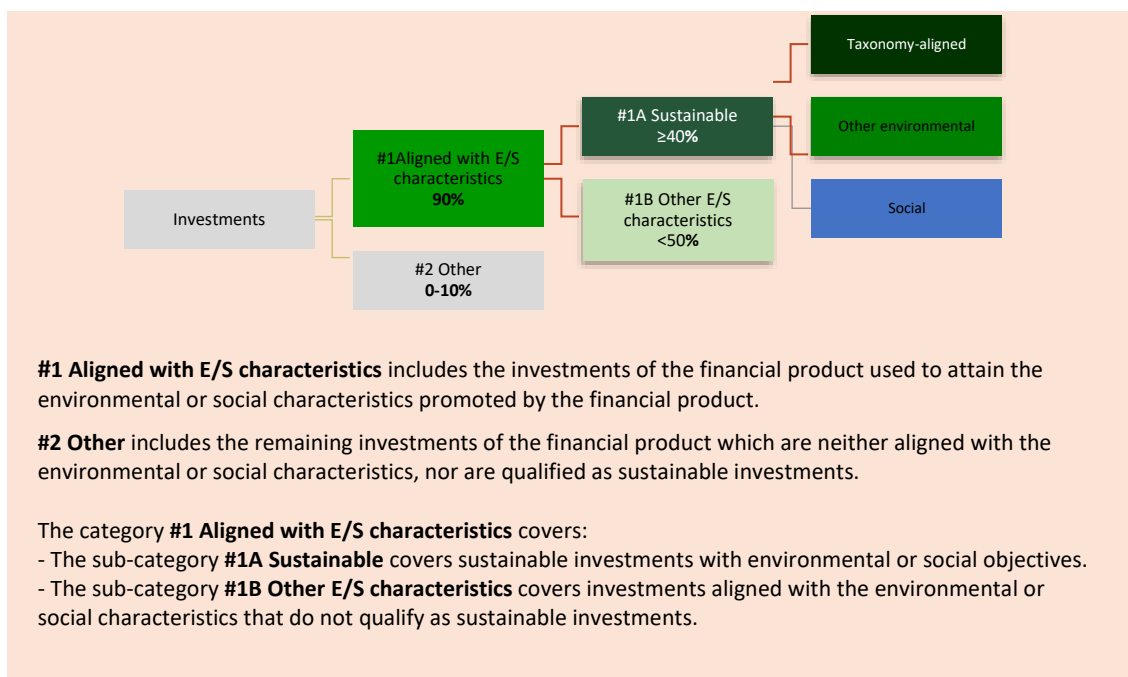 Taxonomy-aligned
#1A Sustainable
≥40%
Other environmental
#1Aligned with E/S
characteristics
90%
#1B Other E/S
characteristics
<50%
Social
Investments
#2 Other
0-10%
#1 Aligned with E/S characteristics includes the investments of the financial product used to attain the
environmental or social characteristics promoted by the financial product.
#2 Other includes the remaining investments of the financial product which are neither aligned with the
environmental or social characteristics, nor are qualified as sustainable investments.
The category #1 Aligned with E/S characteristics covers:
- The sub-category #1A Sustainable covers sustainable investments with environmental or social objectives.
- The sub-category #1B Other E/S characteristics covers investments aligned with the environmental or
social characteristics that do not qualify as sustainable investments.